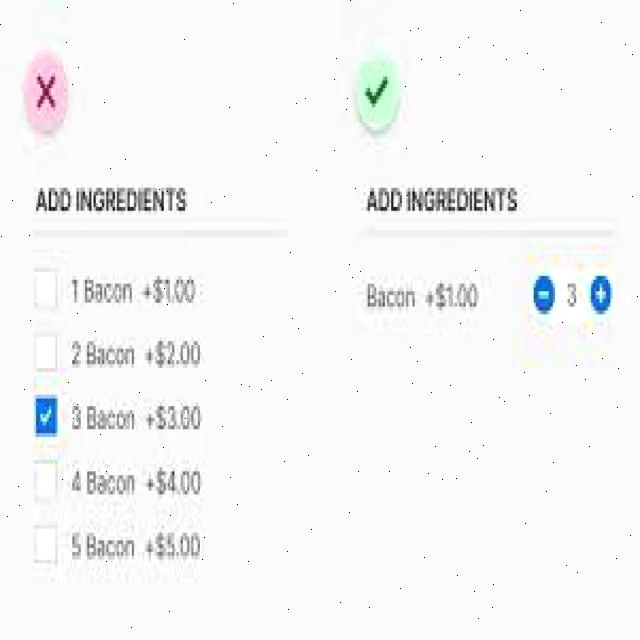 ADD INGREDIENTS
1 Bacon +$1.00
2 Bacon +$2.00
3 Bacon +$3.00
4 Bacon +$4.00
5 Bacon +$5.00
ADD INGREDIENTS
Bacon +$1.00 3